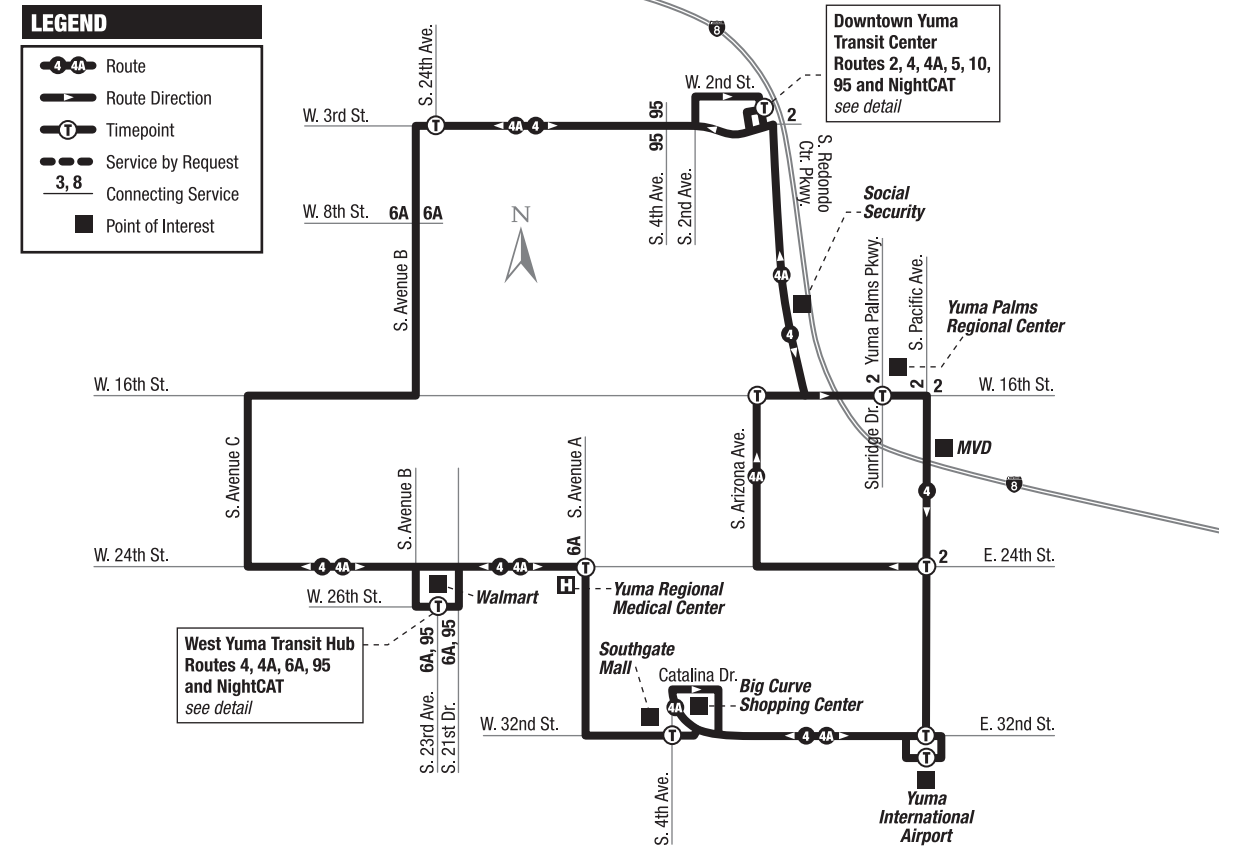 LEGEND
4 4A Route
Route Direction
T Timepoint
Service by Request
3, 8 Connecting Service
Point of Interest
8
Downtown Yuma
Transit Center
Routes 2, 4, 4A, 5, 10,
95 and NightCAT
see detail
S. 24th Ave.
W. 2nd St.
T
2
W. 3rd St.
T
4A 4
95
95
S. 4th Ave.
S. 2nd Ave.
S. Redondo
Ctr. Pkwy.
Social
Security
W. 8th St.
6A
6A
N
S. Avenue B
4A
4
Yuma Palms Pkwy.
S. Pacific Ave.
Yuma Palms
Regional Center
W. 16th St.
T
2
T
2
2
W. 16th St.
S. Avenue C
S. Avenue B
S. Avenue A
S. Arizona Ave.
4A
Sunridge Dr.
MVD
4
8
W. 24th St.
4 4A
4 4A
6A
T
T
2
E. 24th St.
H
Yuma Regional
Medical Center
Walmart
W. 26th St.
T
West Yuma Transit Hub
Routes 4, 4A, 6A, 95
and NightCAT
see detail
6A, 95
6A, 95
S. 23rd Ave.
S. 21st Dr.
Southgate
Mall
Catalina Dr.
Big Curve
Shopping Center
4A
W. 32nd St.
T
4 4A
T
E. 32nd St.
T
S. 4th Ave.
Yuma
International
Airport